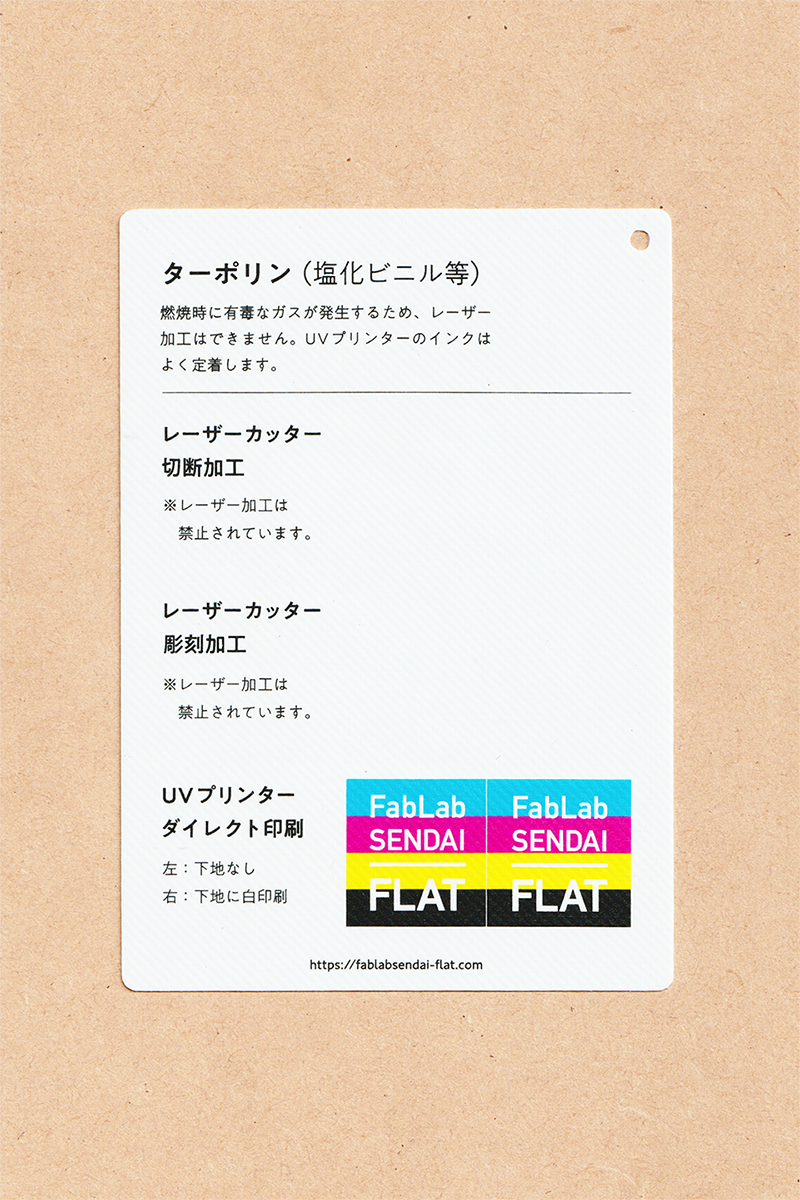 ターポリン（塩化ビニル等）
燃焼時に有毒なガスが発生するため、レーザー
加工はできません。UVプリンターのインクは
よく定着します。
レーザーカッター
切断加工
※レーザー加工は
禁止されています。
レーザーカッター
彫刻加工
※レーザー加工は
禁止されています。
UVプリンター
ダイレクト印刷
左：下地なし
右：下地に白印刷
FabLab
SENDAI
FLAT
FabLab
SENDAI
FLAT
https://fablabsendai-flat.com